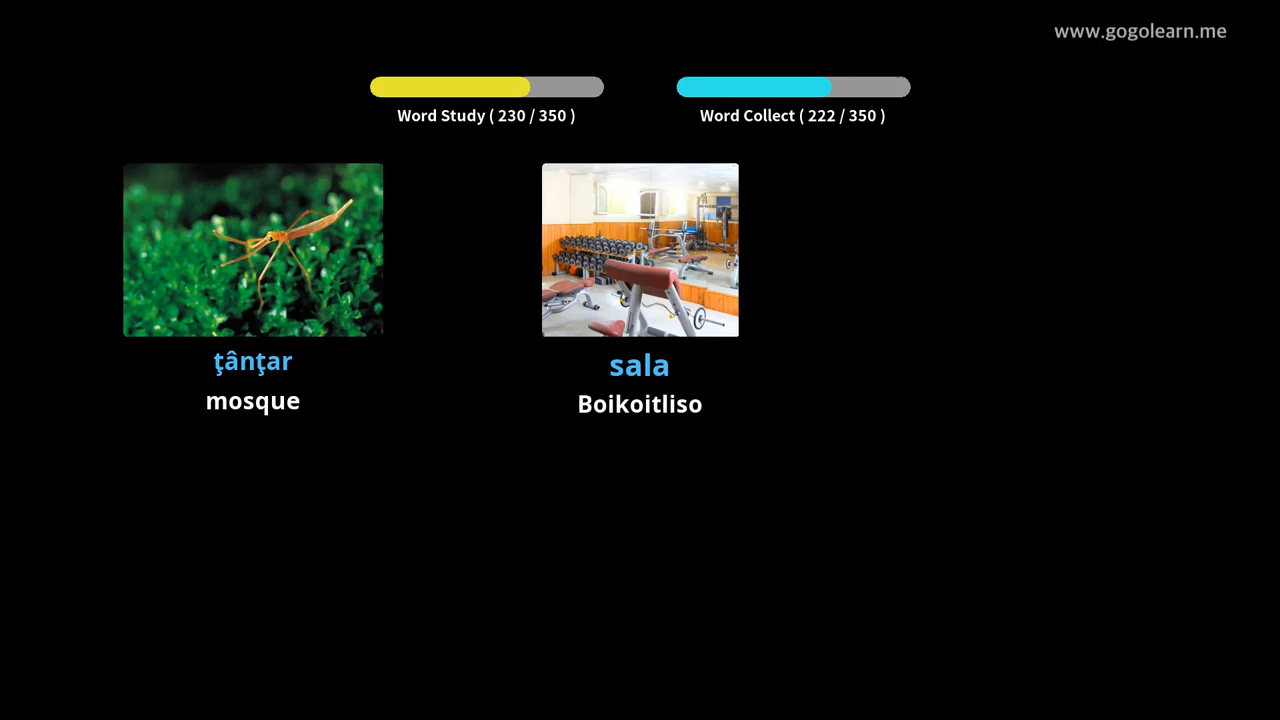 www.gogolearn.me
Word Study ( 230 / 350 )
Word Collect ( 222 / 350 )
ţânţar
mosque
sala
Boikoitliso